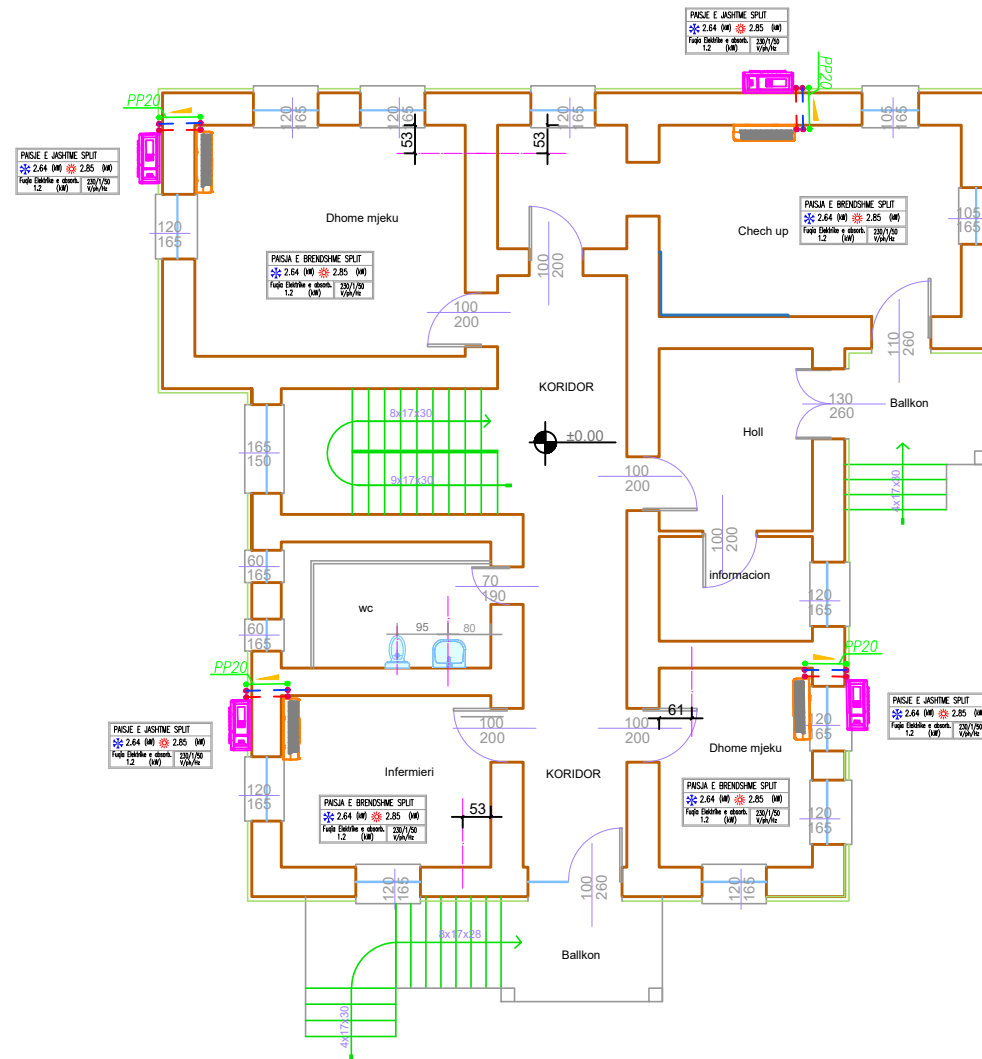 PAISJE E JASHTME SPLIT
2.64 (kW) 2.85 (kW)
Fuqia Elektrike e absorb. 230/1/50
1.2 (kW) V/ph/Hz
PP20
PP20
120
165
120
165
120
165
105
165
53
53
PAISJE E JASHTME SPLIT
2.64 (kW) 2.85 (kW)
Fuqia Elektrike e absorb. 230/1/50
1.2 (kW) V/ph/Hz
120
165
Dhome mjeku
Chech up
PAISJA E BRENDSHME SPLIT
2.64 (kW) 2.85 (kW)
Fuqia Elektrike e absorb. 230/1/50
1.2 (kW) V/ph/Hz
105
165
PAISJA E BRENDSHME SPLIT
2.64 (kW) 2.85 (kW)
Fuqia Elektrike e absorb. 230/1/50
1.2 (kW) V/ph/Hz
100
200
100
200
110
260
KORIDOR
130
260
Ballkon
8x17x30
±0.00
Holl
165
150
9x17x30
100
200
4x17x30
100
200
60
165
70
190
informacion
wc
120
165
95
80
60
165
PP20
PP20
61
PAISJE E JASHTME SPLIT
2.64 (kW) 2.85 (kW)
Fuqia Elektrike e absorb. 230/1/50
1.2 (kW) V/ph/Hz
PAISJE E JASHTME SPLIT
2.64 (kW) 2.85 (kW)
Fuqia Elektrike e absorb. 230/1/50
1.2 (kW) V/ph/Hz
100
200
100
200
120
165
Dhome mjeku
Infermieri
KORIDOR
PAISJA E BRENDSHME SPLIT
2.64 (kW) 2.85 (kW)
Fuqia Elektrike e absorb. 230/1/50
1.2 (kW) V/ph/Hz
120
165
PAISJA E BRENDSHME SPLIT
2.64 (kW) 2.85 (kW)
Fuqia Elektrike e absorb. 230/1/50
1.2 (kW) V/ph/Hz
53
120
165
120
165
100
260
120
165
8x17x28
Ballkon
4x17x30